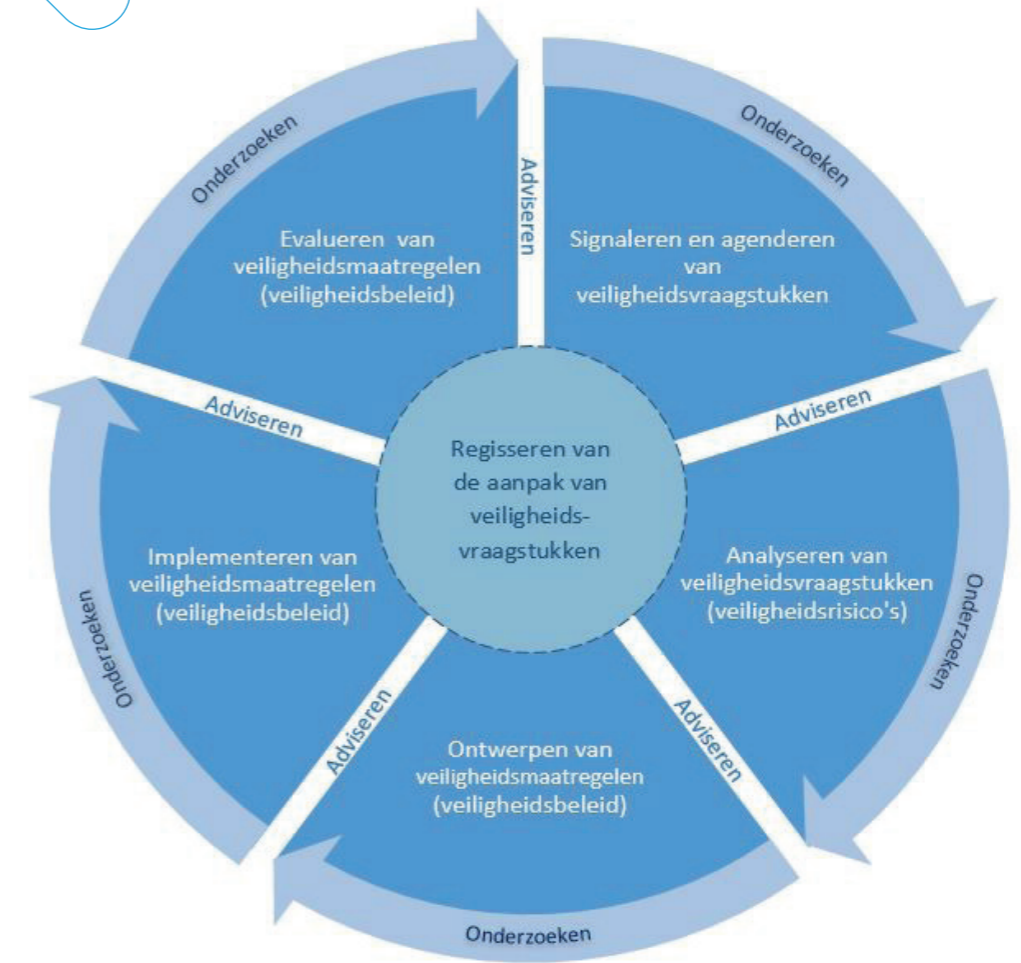 Onderzoeken
Signaleren en agenderen
van
veiligheidsvraagstukken
Adviseren
Onderzoeken
Analyseren van
veiligheidsvraagstukken
(veiligheidsrisico's)
Adviseren
Onderzoeken
Ontwerpen van
veiligheidsmaatregelen
(veiligheidsbeleid)
Adviseren
Onderzoeken
Implementeren van
veiligheidsmaatregelen
(veiligheidsbeleid)
Adviseren
Onderzoeken
Evalueren van
veiligheidsmaatregelen
(veiligheidsbeleid)
Adviseren
Regisseren van
de aanpak van
veiligheids-
vraagstukken